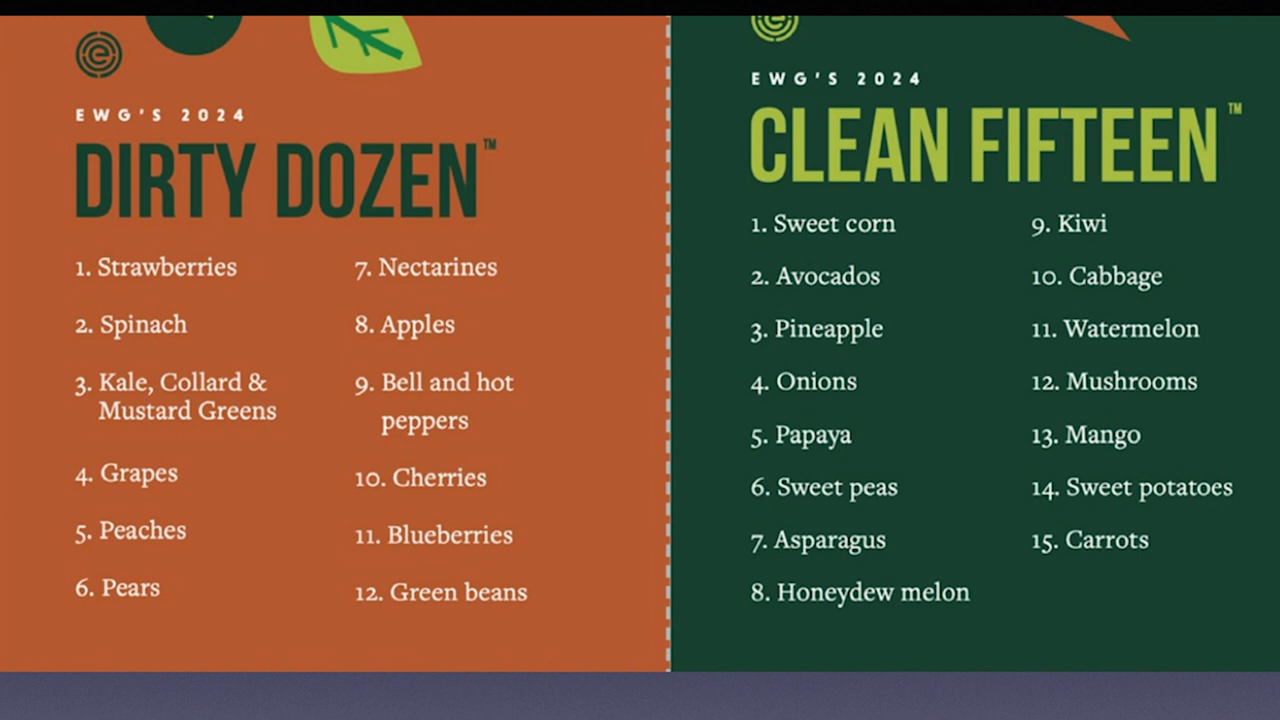 EWG'S 2024
DIRTY DOZEN™
1. Strawberries
2. Spinach
3. Kale, Collard &
Mustard Greens
4. Grapes
5. Peaches
6. Pears
7. Nectarines
8. Apples
9. Bell and hot
peppers
10. Cherries
11. Blueberries
12. Green beans
EWG'S 2024
CLEAN FIFTEEN™
1. Sweet corn
2. Avocados
3. Pineapple
4. Onions
5. Papaya
6. Sweet peas
7. Asparagus
8. Honeydew melon
9. Kiwi
10. Cabbage
11. Watermelon
12. Mushrooms
13. Mango
14. Sweet potatoes
15. Carrots